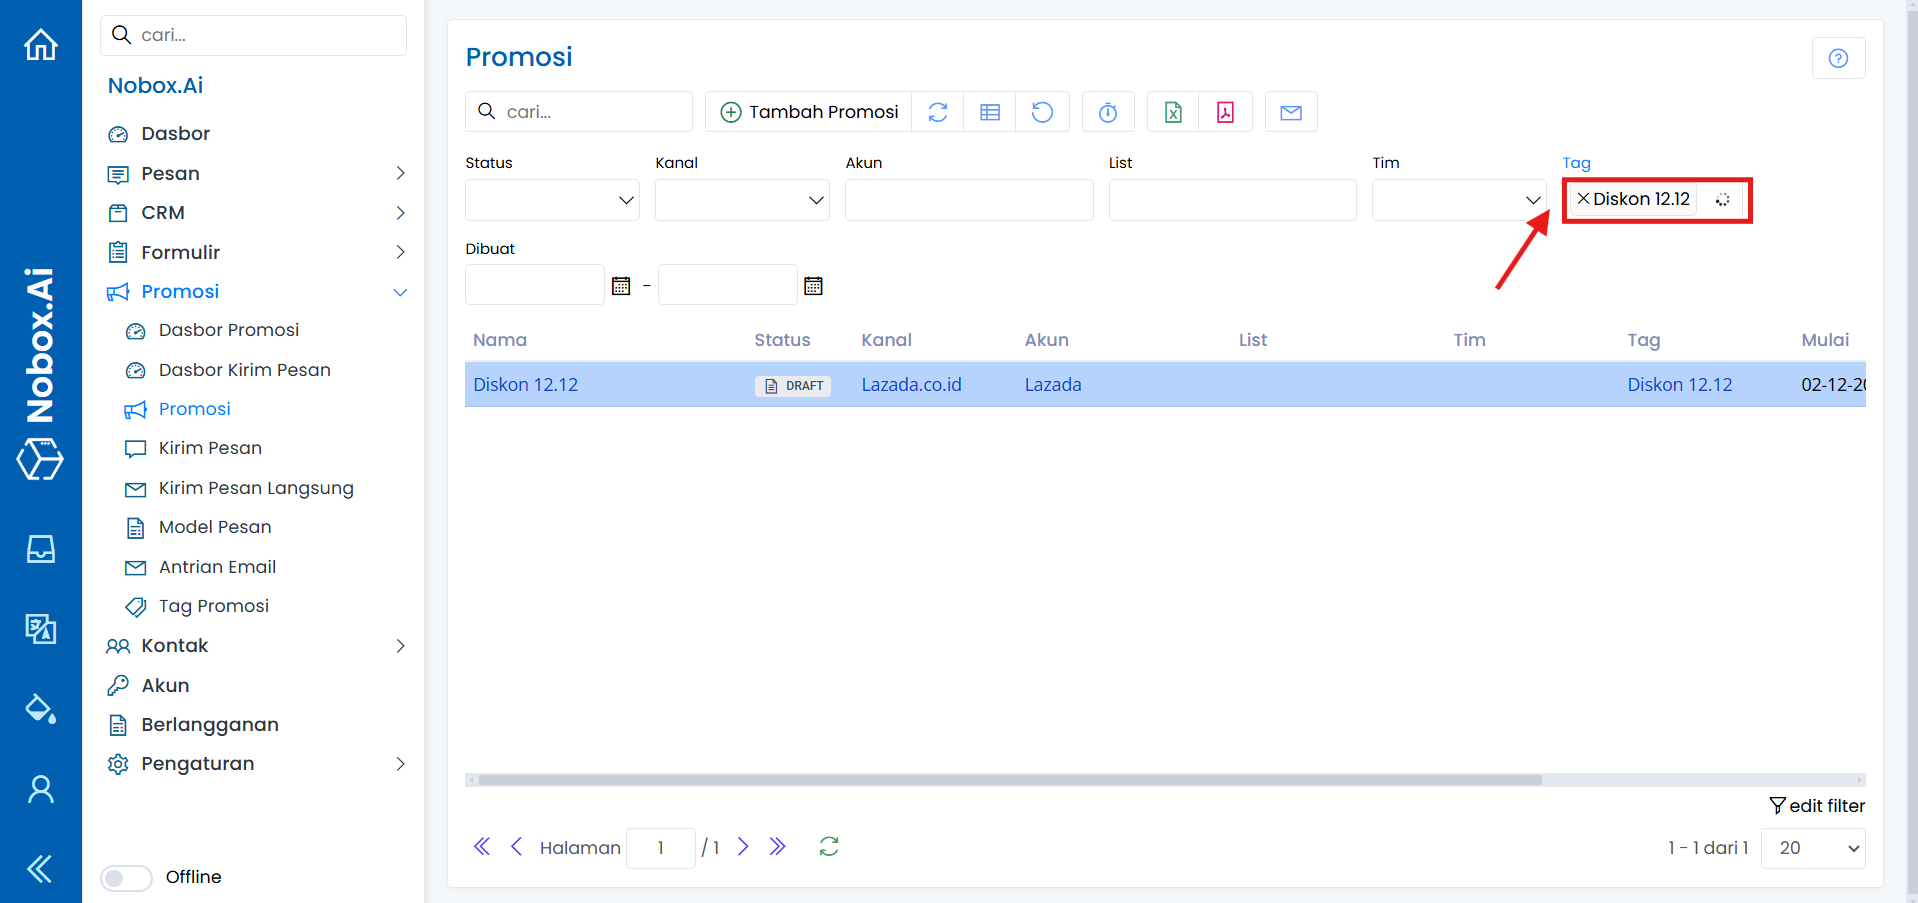 Nobox.Ai
cari...
Nobox.Ai
Dasbor
Pesan
CRM
Formulir
Promosi
Dasbor Promosi
Dasbor Kirim Pesan
Promosi
Kirim Pesan
Kirim Pesan Langsung
Model Pesan
Antrian Email
Tag Promosi
Kontak
Akun
Berlangganan
Pengaturan
Offline
Promosi
cari...
Tambah Promosi
Status Kanal Akun List Tim Tag
Diskon 12.12
Dibuat
-
Nama Status Kanal Akun List Tim Tag Mulai
Diskon 12.12 DRAFT Lazada.co.id Lazada Diskon 12.12 02-12-20
edit filter
Halaman 1 / 1
1 - 1 dari 1 20